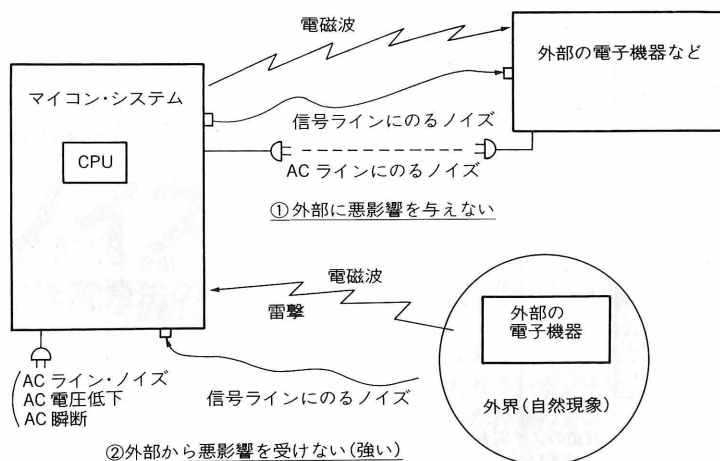 電磁波
外部の電子機器など
マイコン・システム
信号ラインにのるノイズ
CPU
ACラインにのるノイズ
①外部に悪影響を与えない
電磁波
雷撃
外部の
電子機器
ACライン・ノイズ
AC電圧低下
AC瞬断
信号ラインにのるノイズ
外界(自然現象)
②外部から悪影響を受けない(強い)